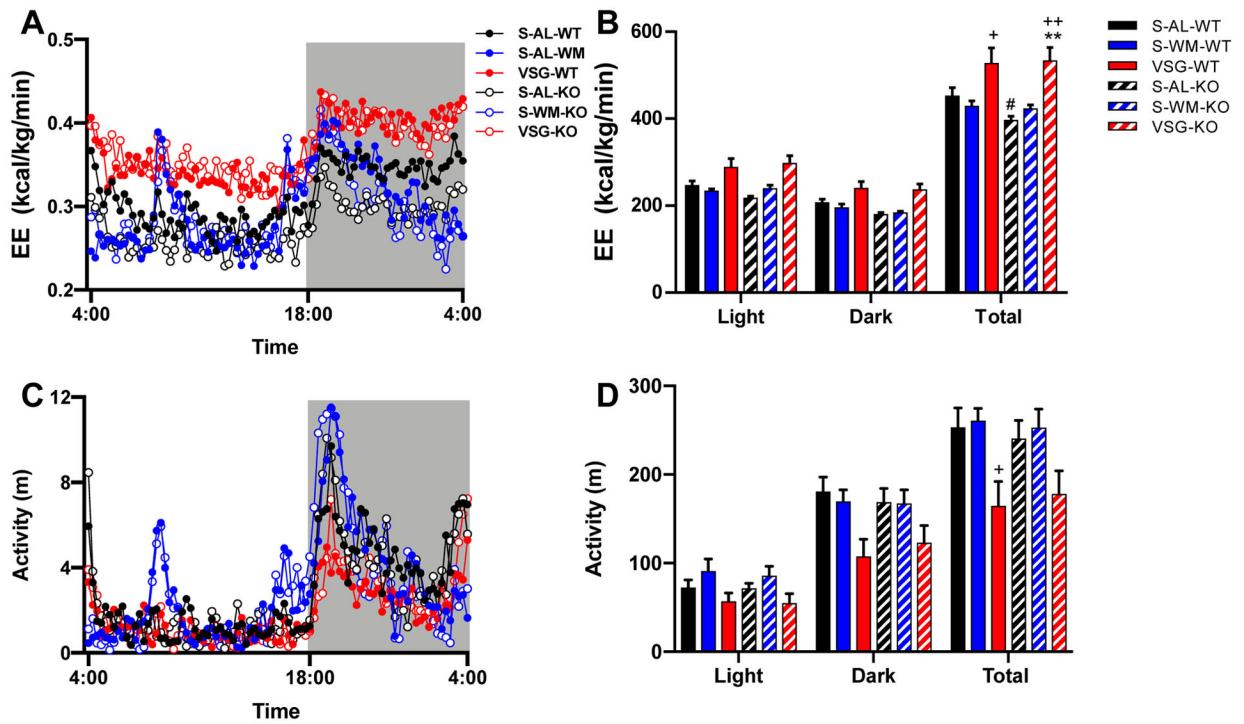 A
EE (kcal/kg/min)
0.5
0.4
0.3
0.2
4:00
18:00
4:00
Time
S-AL-WT
S-AL-WM
VSG-WT
S-AL-KO
S-WM-KO
VSG-KO
B
EE (kcal/kg/min)
600
400
200
0
+
#
++
**
Light
Dark
Total
S-AL-WT
S-WM-WT
VSG-WT
S-AL-KO
S-WM-KO
VSG-KO
C
Activity (m)
12
8
4
0
4:00
18:00
4:00
Time
D
Activity (m)
300
200
100
0
+
Light
Dark
Total